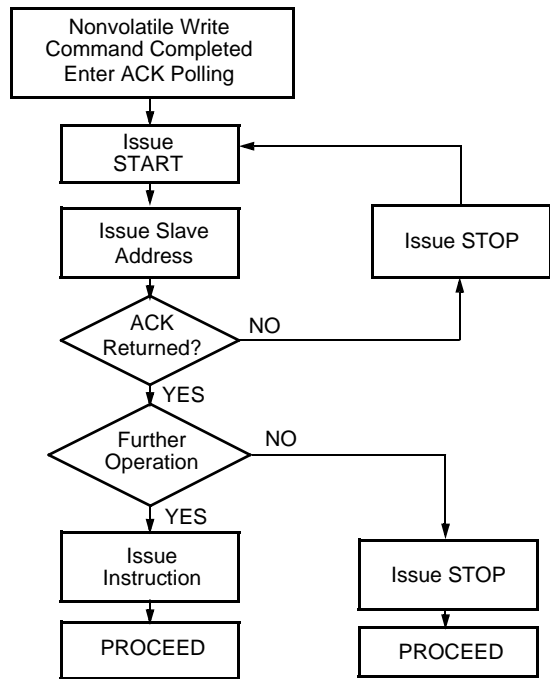 Nonvolatile Write
Command Completed
Enter ACK Polling
Issue
START
Issue Slave
Address
Issue STOP
ACK
Returned?
NO
YES
Further
Operation
NO
YES
Issue
Instruction
Issue STOP
PROCEED
PROCEED